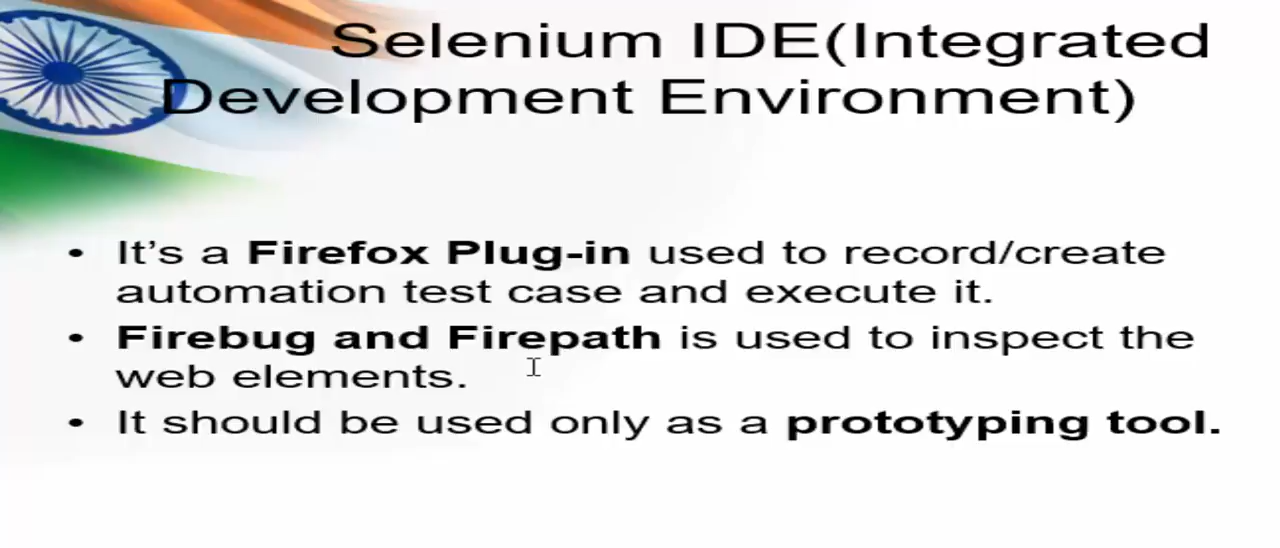 Selenium IDE(Integrated
Development Environment)
• It’s a Firefox Plug-in used to record/create
automation test case and execute it.
• Firebug and Firepath is used to inspect the
web elements.
• It should be used only as a prototyping tool.